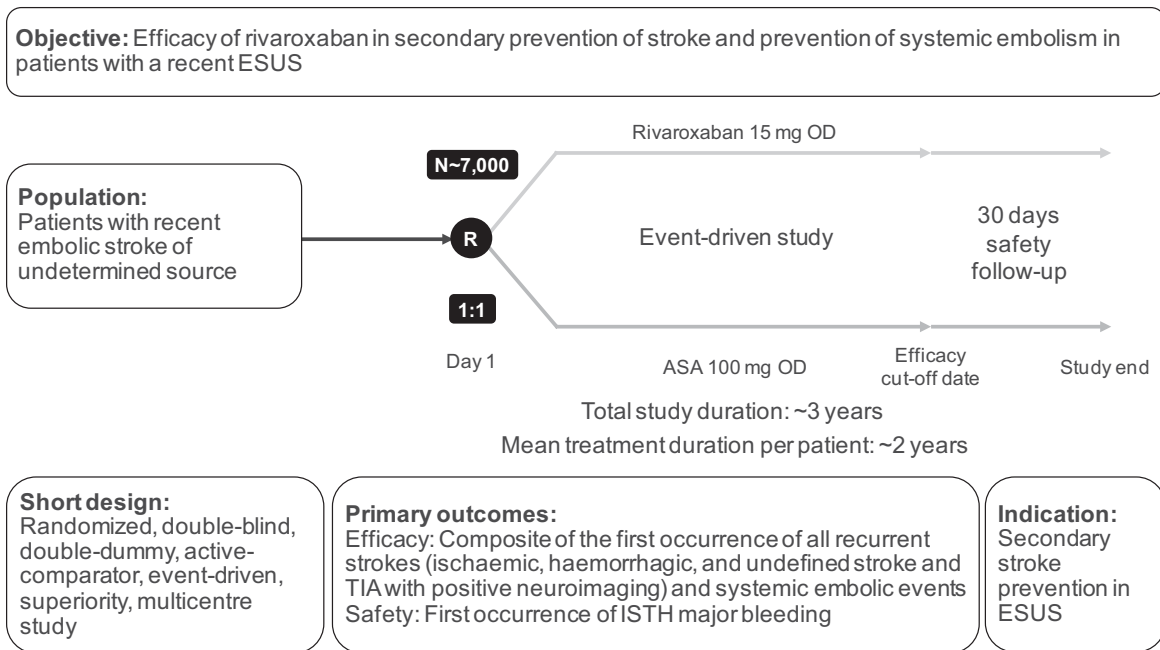 Objective: Efficacy of rivaroxaban in secondary prevention of stroke and prevention of systemic embolism in
patients with a recent ESUS
Rivaroxaban 15 mg OD
N~7,000
Population:
Patients with recent
embolic stroke of
undetermined source
R
Event-driven study
30 days
safety
follow-up
1:1
Day 1
ASA 100 mg OD
Efficacy
cut-off date
Study end
Total study duration: ~3 years
Mean treatment duration per patient: ~2 years
Short design:
Randomized, double-blind,
double-dummy, active-
comparator, event-driven,
superiority, multicentre
study
Primary outcomes:
Efficacy: Composite of the first occurrence of all recurrent
strokes (ischaemic, haemorrhagic, and undefined stroke and
TIA with positive neuroimaging) and systemic embolic events
Safety: First occurrence of ISTH major bleeding
Indication:
Secondary
stroke
prevention in
ESUS